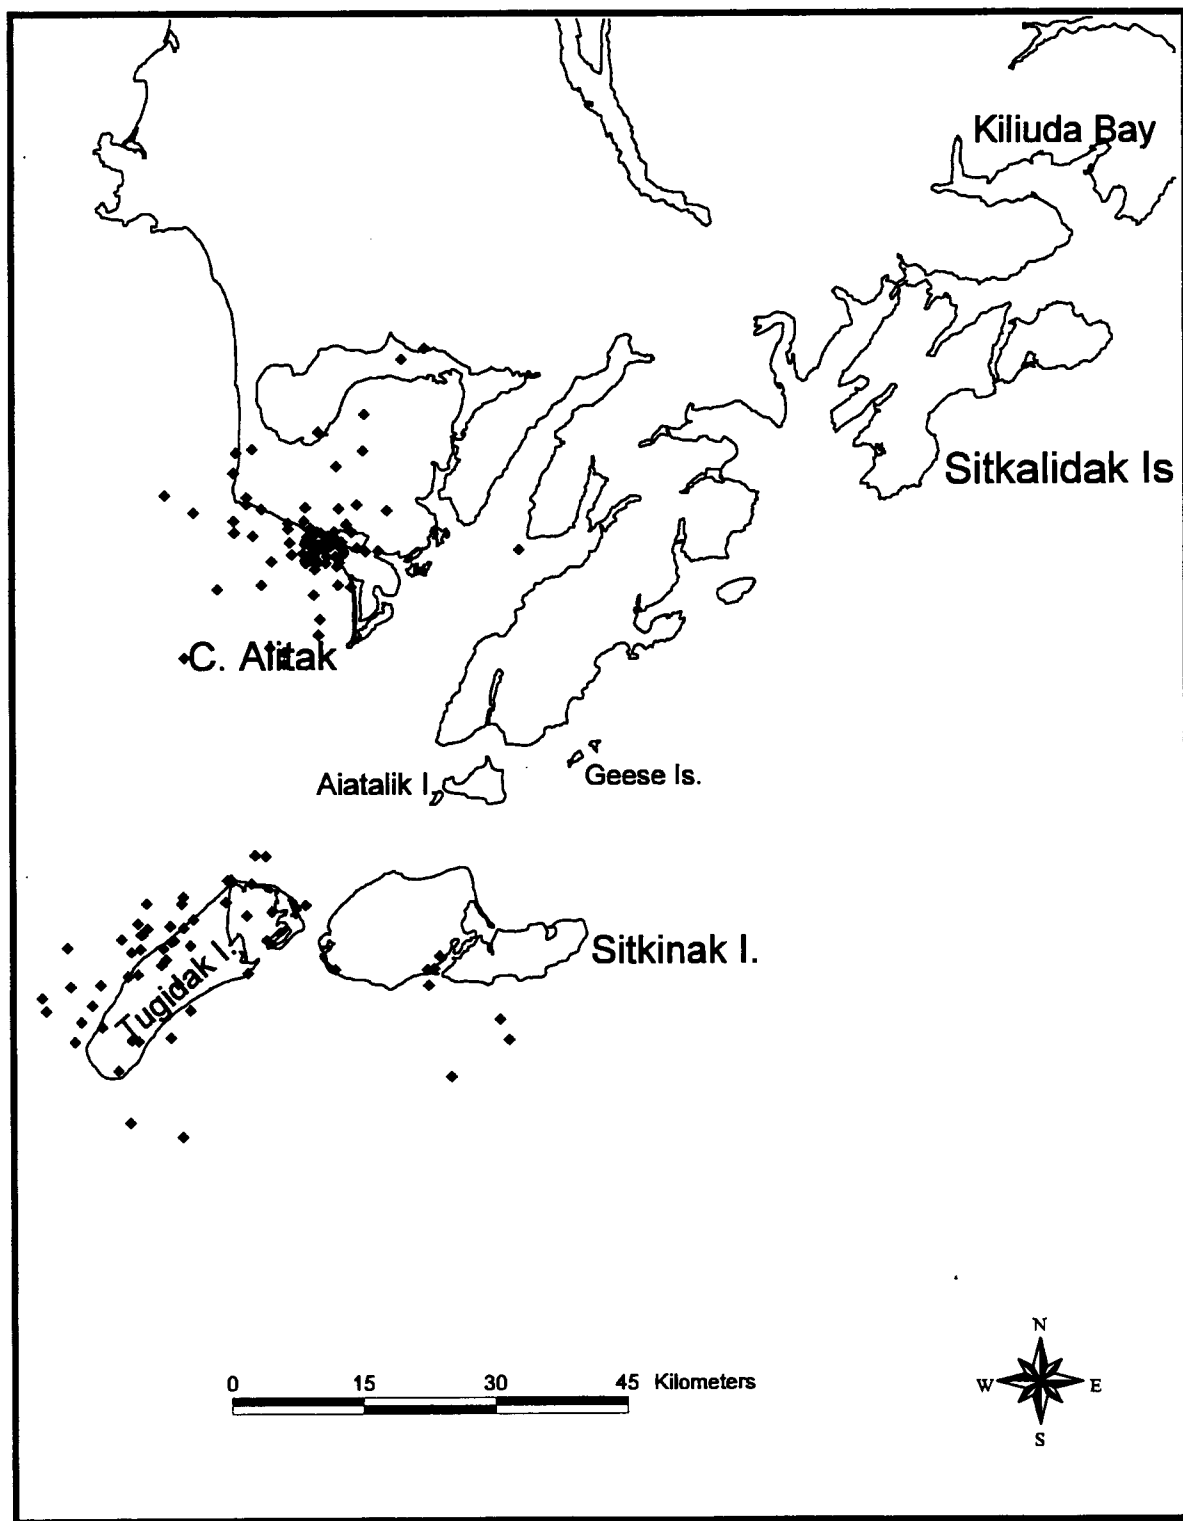 Kiliuda Bay
Sitkalidak Is
C. Alitak
Geese Is.
Aiatalik I.
Sitkinak I.
Tugidak I.
N
0 15 30 45 Kilometers
W E
S